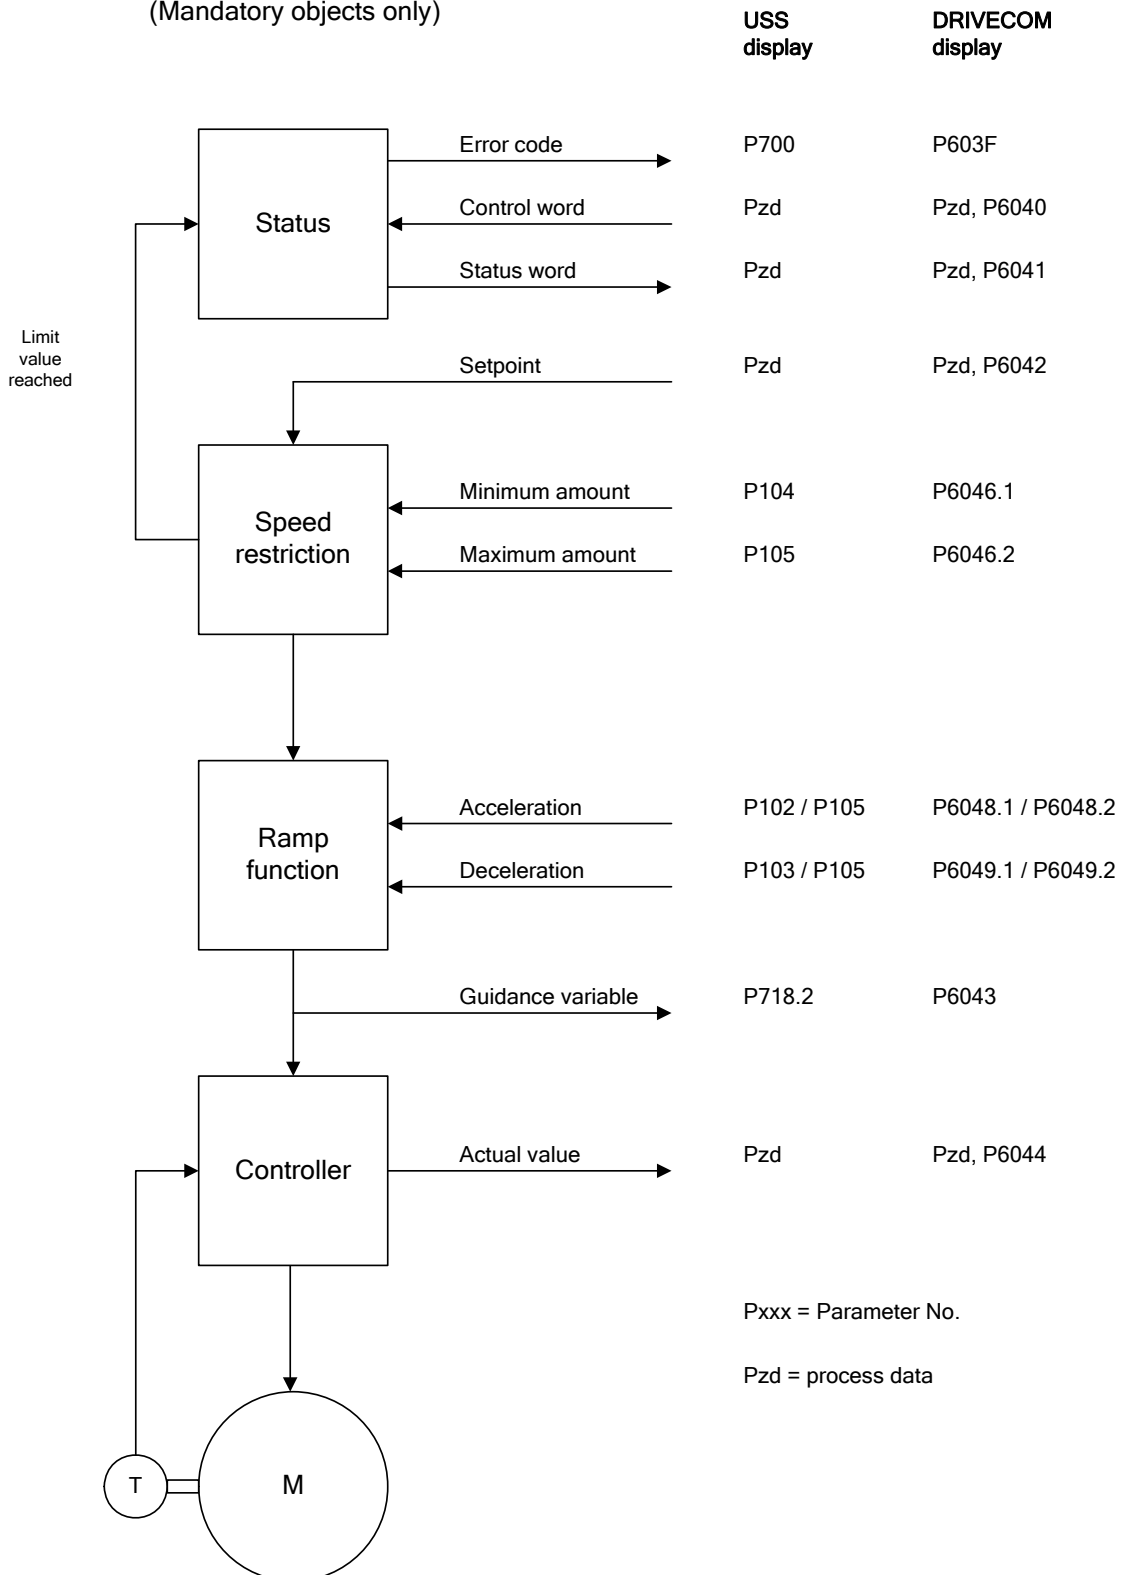 (Mandatory objects only)
USS
display
DRIVECOM
display
Error code
P700
P603F
Status
Control word
Pzd
Pzd, P6040
Status word
Pzd
Pzd, P6041
Limit
value
reached
Setpoint
Pzd
Pzd, P6042
Speed
restriction
Minimum amount
P104
P6046.1
Maximum amount
P105
P6046.2
Ramp
function
Acceleration
P102 / P105
P6048.1 / P6048.2
Deceleration
P103 / P105
P6049.1 / P6049.2
Guidance variable
P718.2
P6043
Controller
Actual value
Pzd
Pzd, P6044
Pxxx = Parameter No.
Pzd = process data
T
M